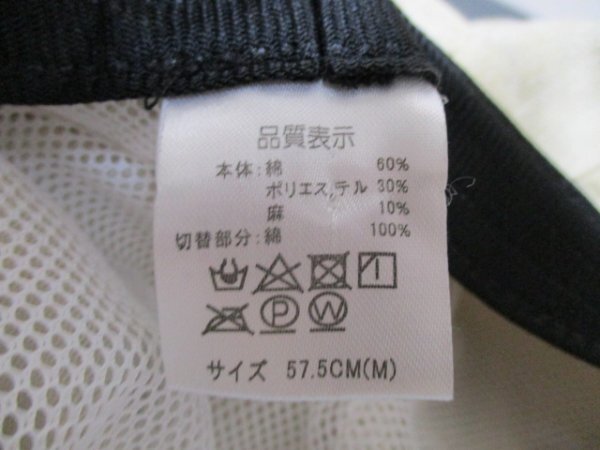 品質表示
本体:綿 60%
ポリエステル 30%
麻 10%
切替部分:綿 100%
P W
サイズ 57.5CM(M)